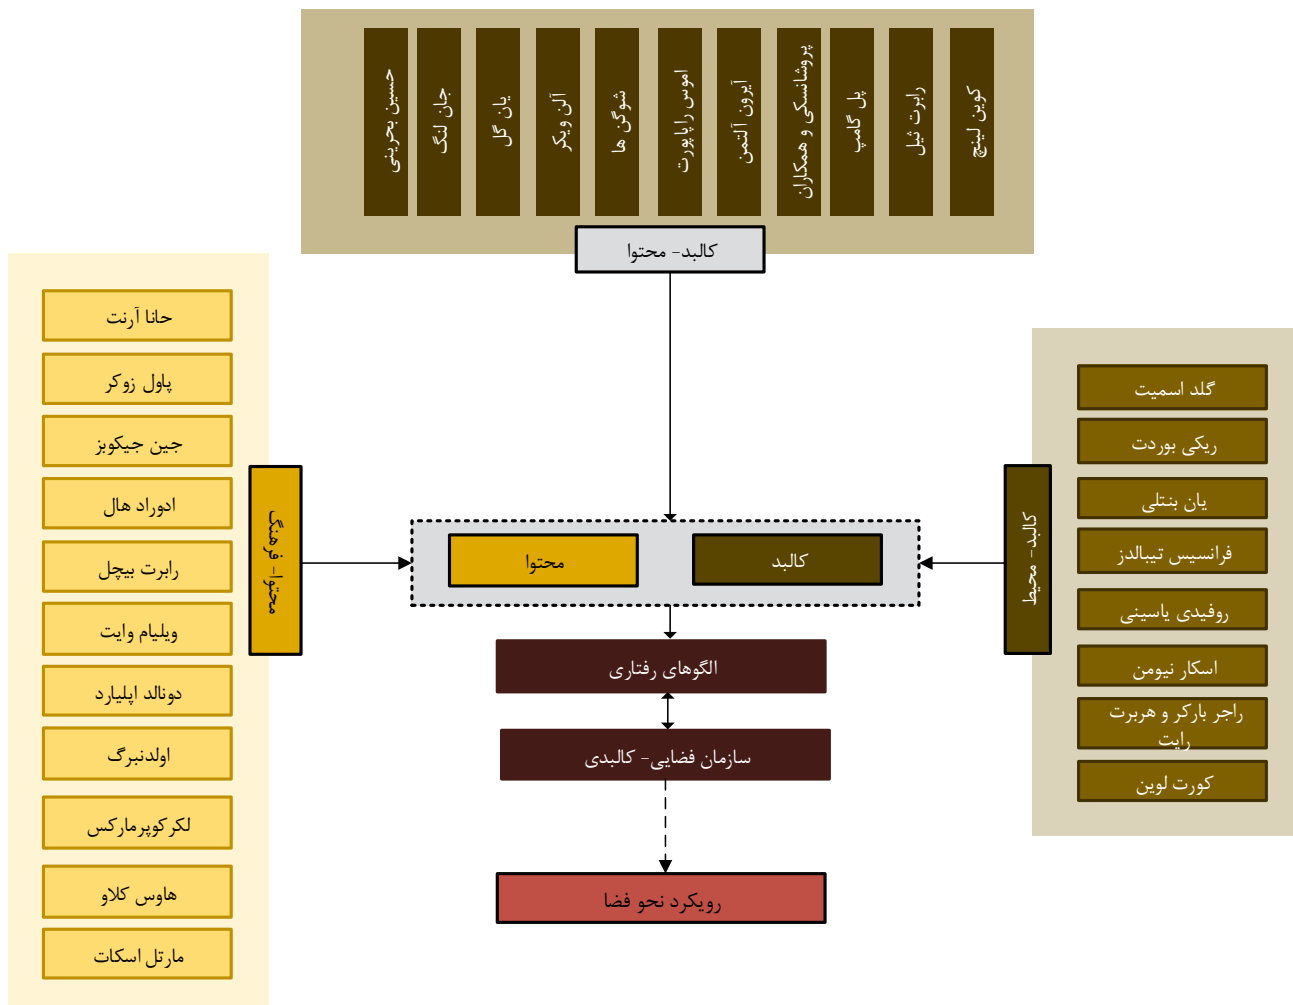 کوین لینچ
رابرت ثیل
پل گامپ
پروشانسکی و همکاران
آیرون آلتمن
اموس راپاپورت
شوگن ها
آلن ویکر
یان گل
جان لنگ
حسین بحرینی
کالبد- محتوا
گلد اسمیت
ریکی بوردت
یان بنتلی
فرانسیس تیبالدز
روفیدی یاسینی
اسکار نیومن
راجر بارکر و هربرت
رایت
کورت لوین
کالبد- محیط
حانا آرنت
پاول زوکر
جین جیکوبز
ادوراد هال
رابرت بیچل
ویلیام وایت
دونالد اپلیارد
اولدنبرگ
لکرکوپرمارکس
هاوس کلاو
مارتل اسکات
محتوا- فرهنگ
کالبد
محتوا
الگوهای رفتاری
سازمان فضایی- کالبدی
رویکرد نحو فضا